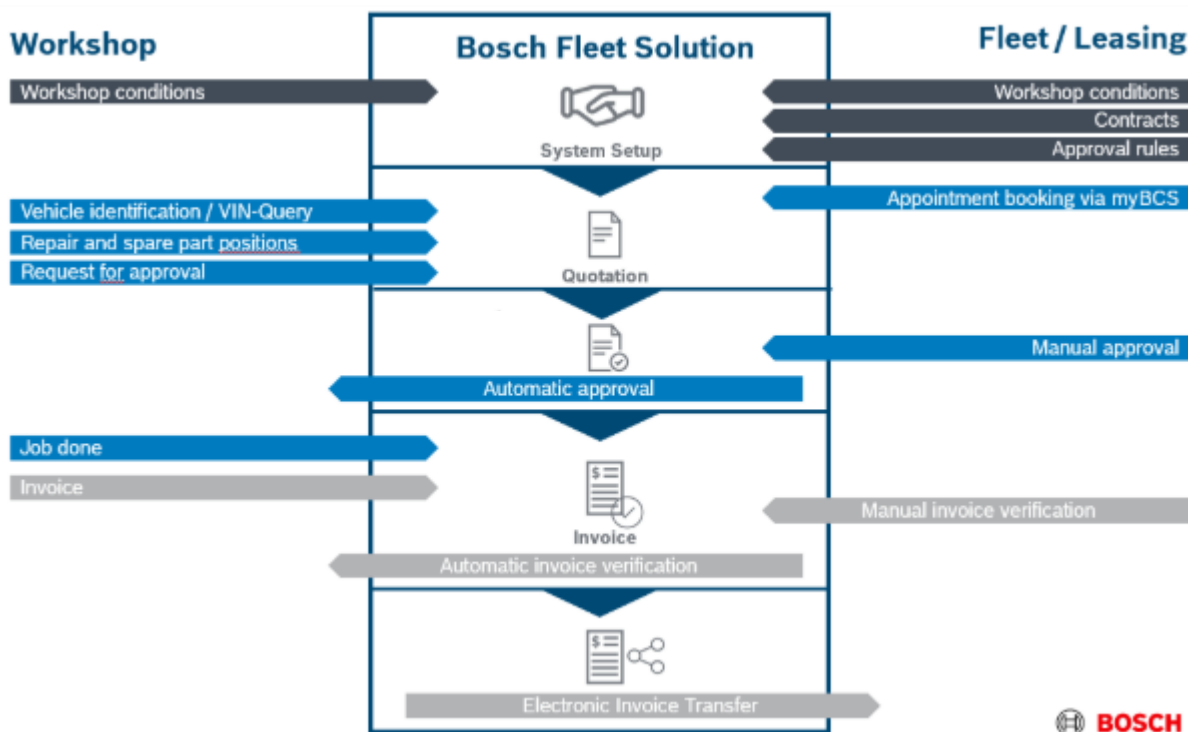 Workshop
Bosch Fleet Solution
Fleet / Leasing
Workshop conditions
Workshop conditions
Contracts
System Setup
Approval rules
Vehicle identification / VIN-Query
Appointment booking via myBCS
Repair and spare part positions
Request for approval
Quotation
Manual approval
Automatic approval
Job done
Invoice
$
Manual invoice verification
Invoice
Automatic invoice verification
$
Electronic Invoice Transfer
BOSCH